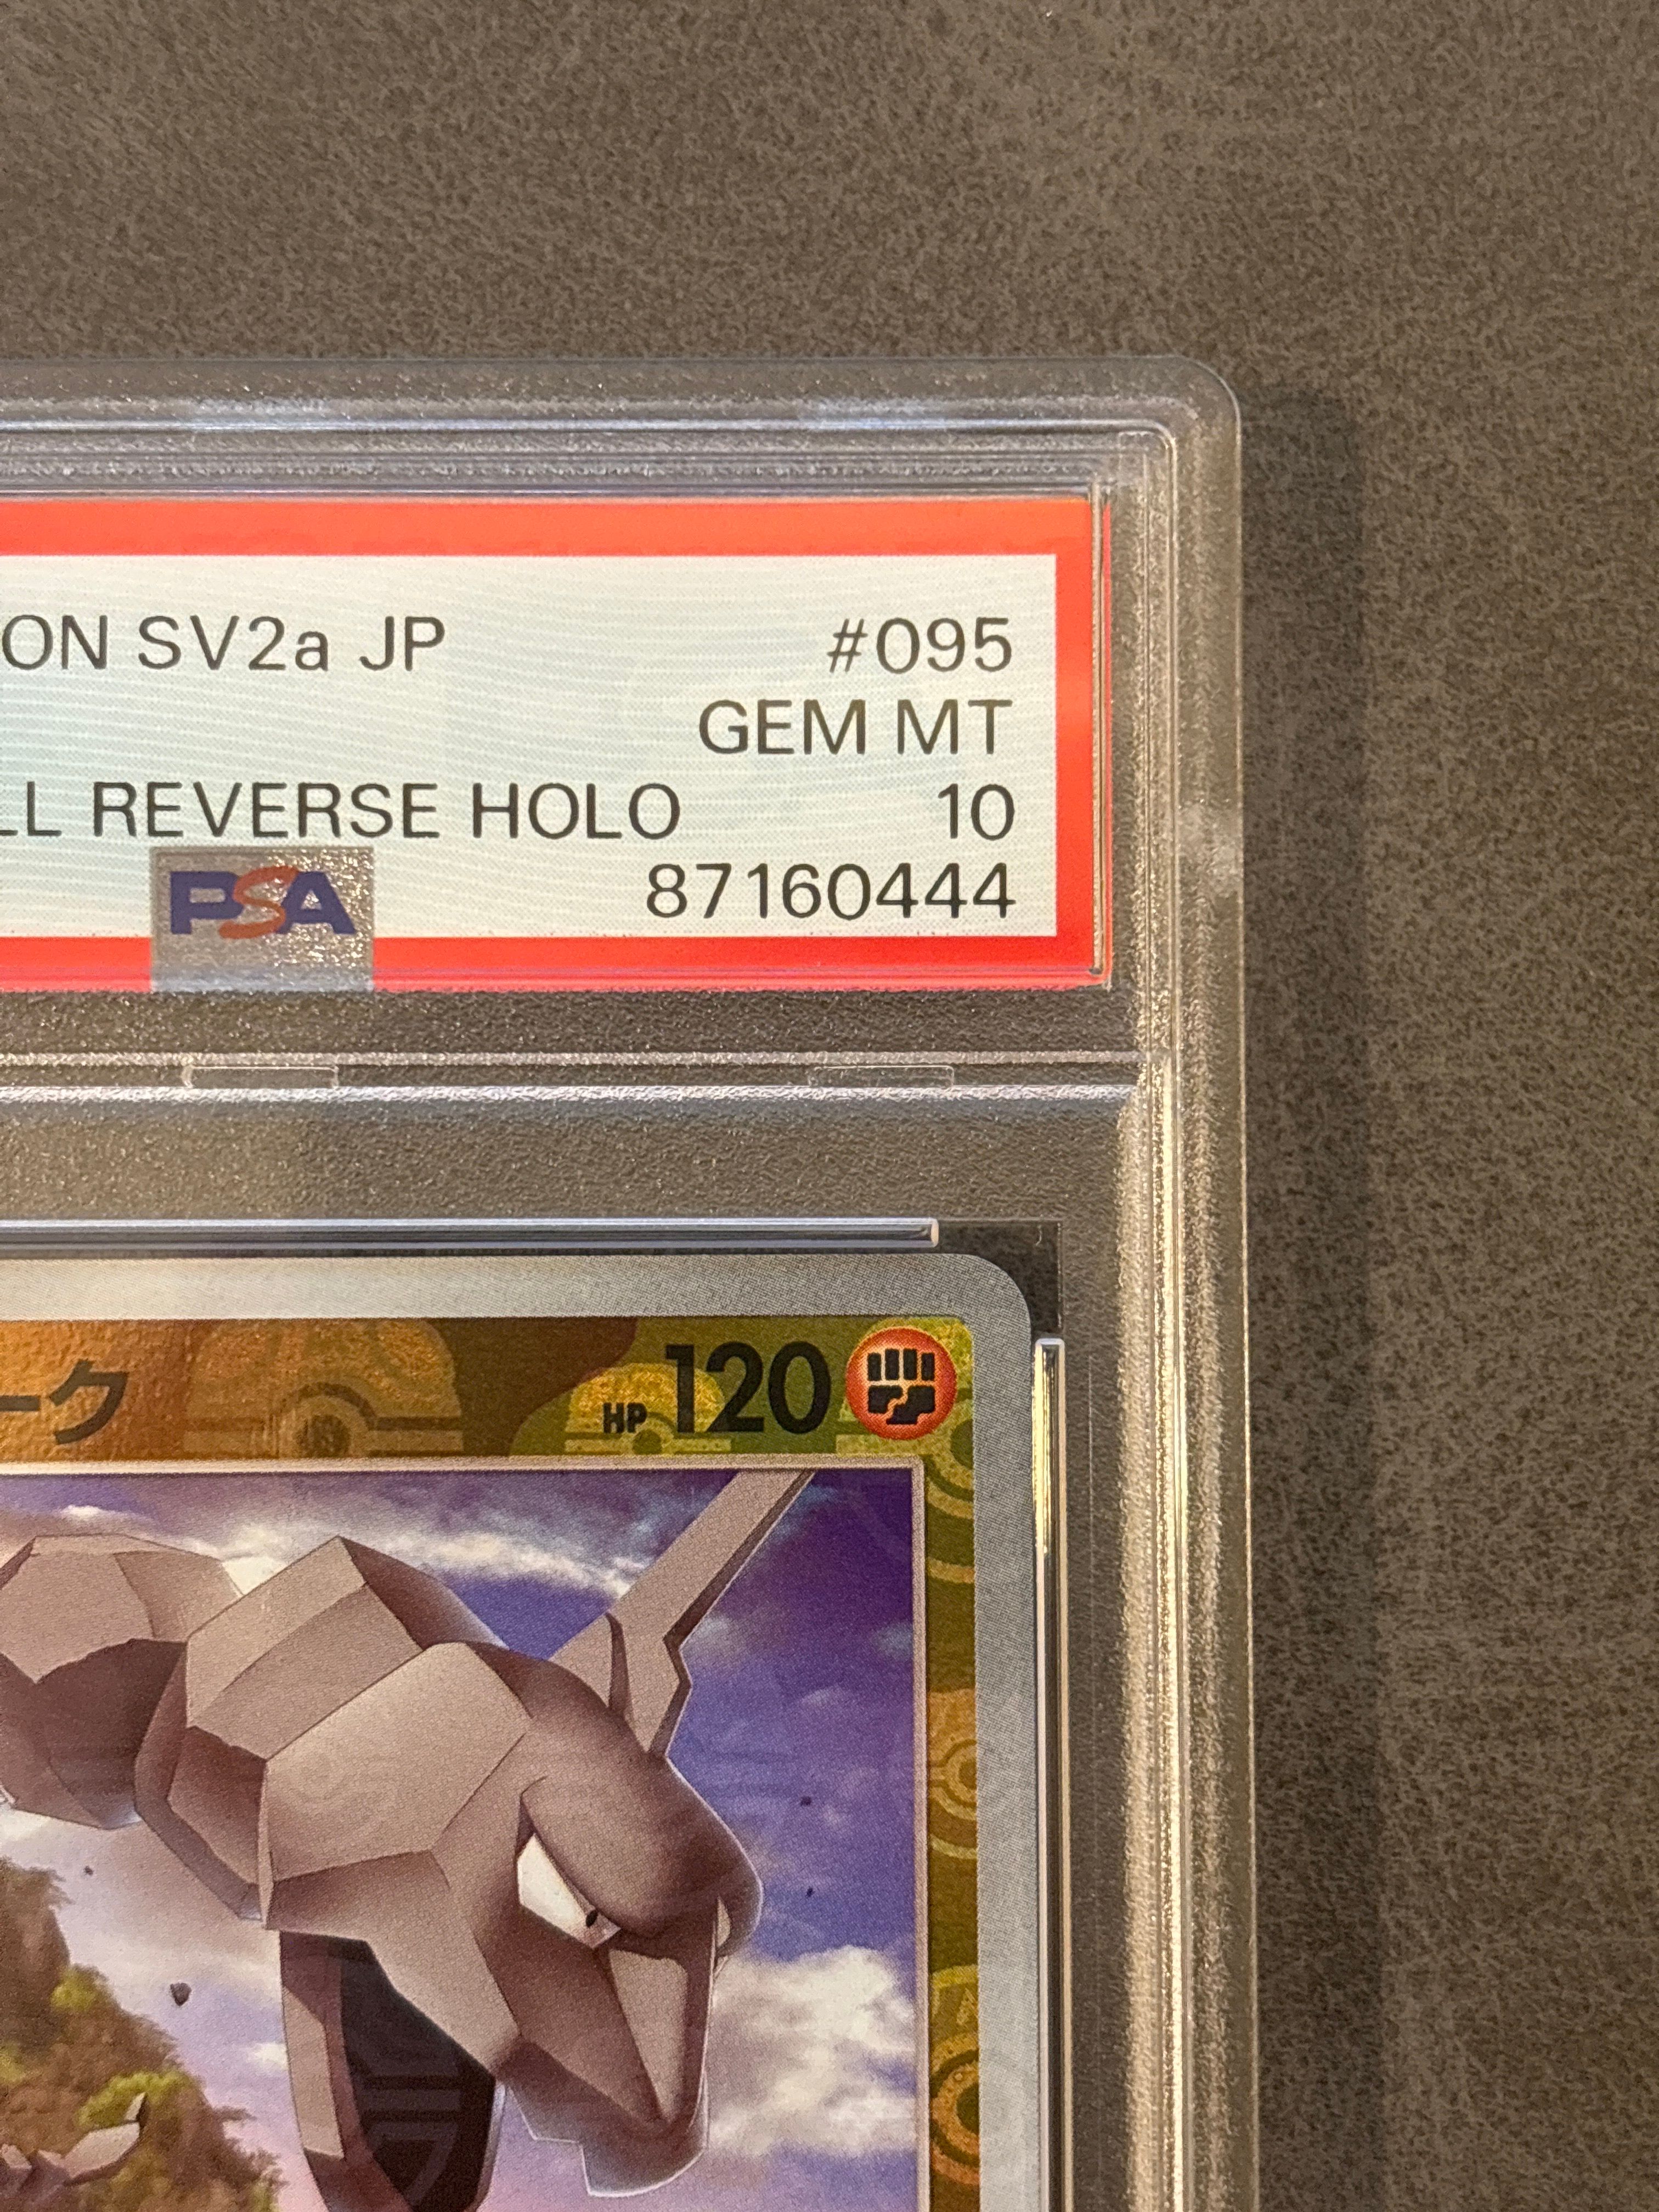 ON SV2a JP #095
GEM MT
LL REVERSE HOLO 10
PSA 87160444
ーク HP 120